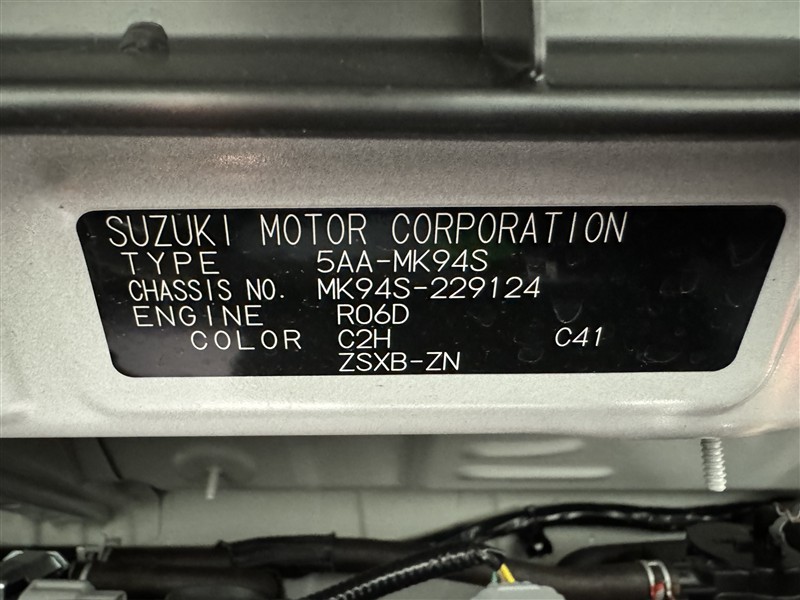 SUZUKI MOTOR CORPORATION
TYPE 5AA-MK94S
CHASSIS NO. MK94S-229124
ENGINE R06D
COLOR C2H C41
ZSXB-ZN